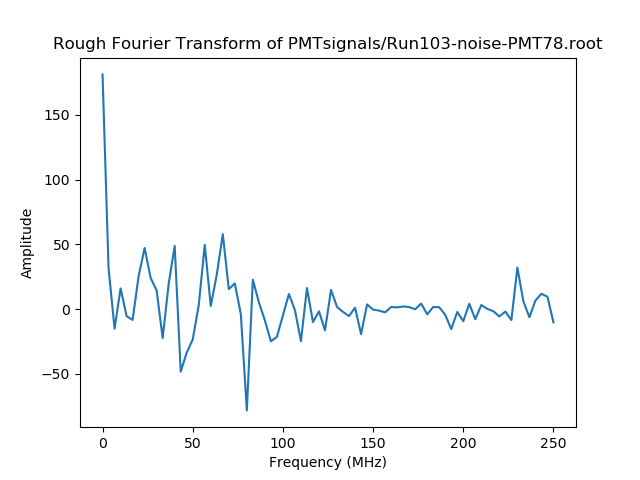 Rough Fourier Transform of PMTsignals/Run103-noise-PMT78.root
150
100
50
0
−50
Amplitude
0 50 100 150 200 250
Frequency (MHz)